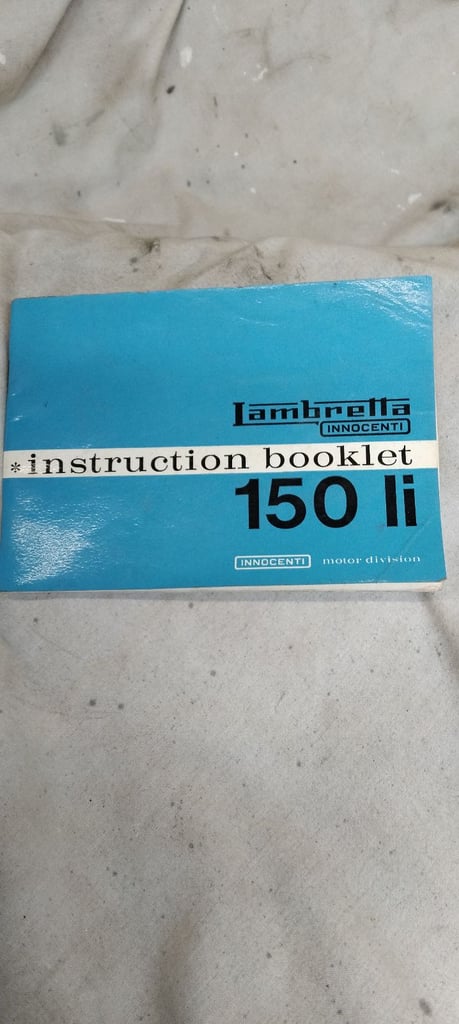 Lambretta
INNOCENTI
* instruction booklet
150 li
INNOCENTI motor division